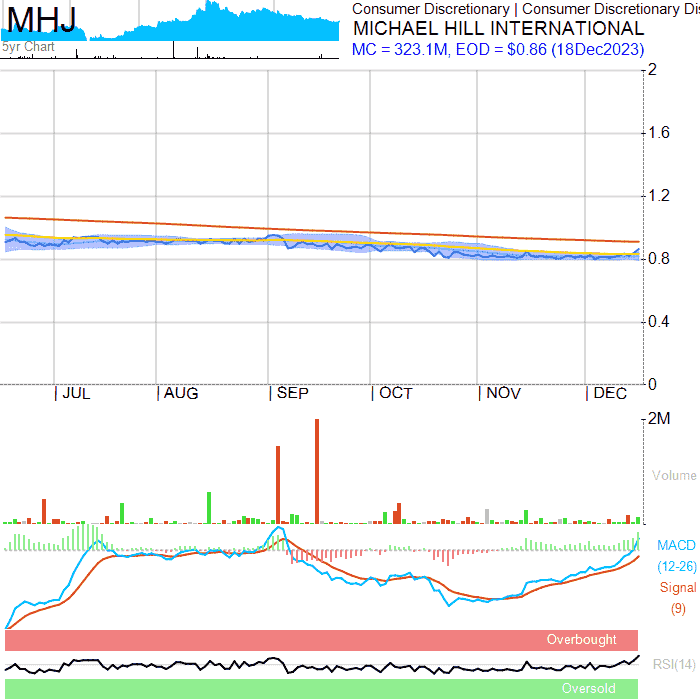 MHJ
5yr Chart
Consumer Discretionary | Consumer Discretionary Dis
MICHAEL HILL INTERNATIONAL
MC = 323.1M, EOD = $0.86 (18Dec2023)
2
1.6
1.2
0.8
0.4
0
JUL AUG SEP OCT NOV DEC
2M
Volume
MACD
(12-26)
Signal
(9)
Overbought
RSI(14)
Oversold